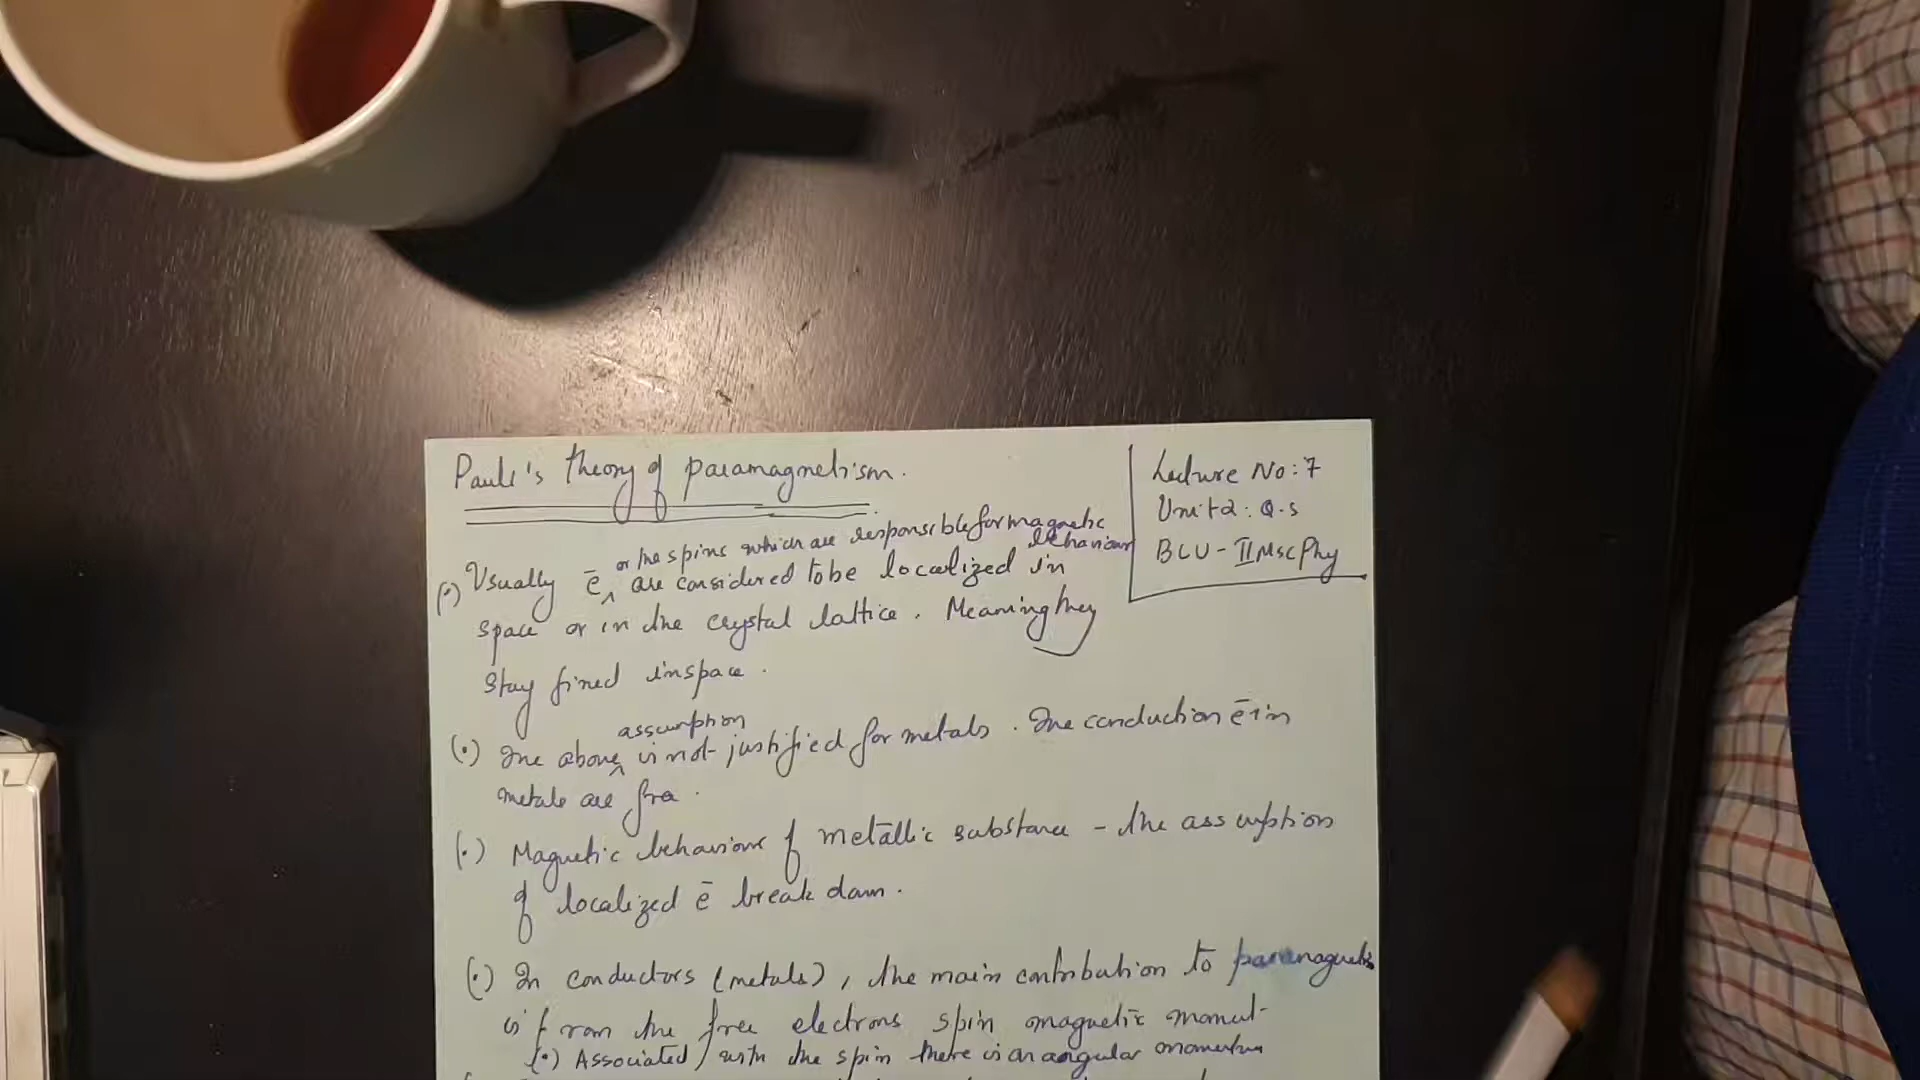 Pauli's theory of paramagnetism.
Lecture No: 7
Unit 2: Q.S
BCU - II MSc Phy
(•) Usually ē ^ or the spins which are responsible for magnetic behaviour are considered to be localized in
space or in the crystal lattice. Meaning they
stay fixed in space.
(•) The above ^ assumption is not justified for metals. The conduction ē in
metals are free.
(•) Magnetic behaviour of metallic substance - the assumption
of localized ē break down.
(•) In conductors (metals), the main contribution to paramagnetis
is from the free electrons spin magnetic moment
(•) Associated with the spin there is an angular momentum